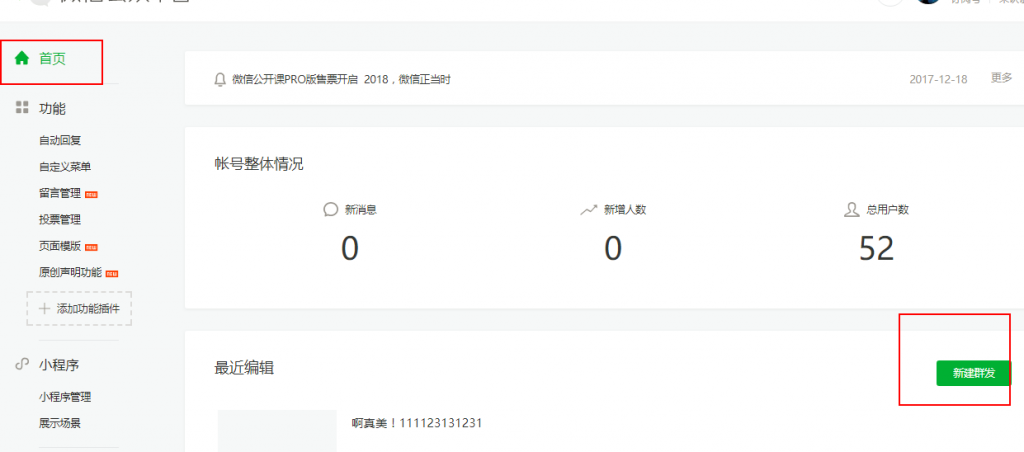 首页
微信公开课PRO版售票开启 2018，微信正当时
2017-12-18
更多
功能
自动回复
自定义菜单
留言管理
投票管理
页面模版
原创声明功能
添加功能插件
帐号整体情况
新消息
新增人数
总用户数
0
0
52
小程序
小程序管理
展示场景
最近编辑
新建群发
啊真美！111123131231